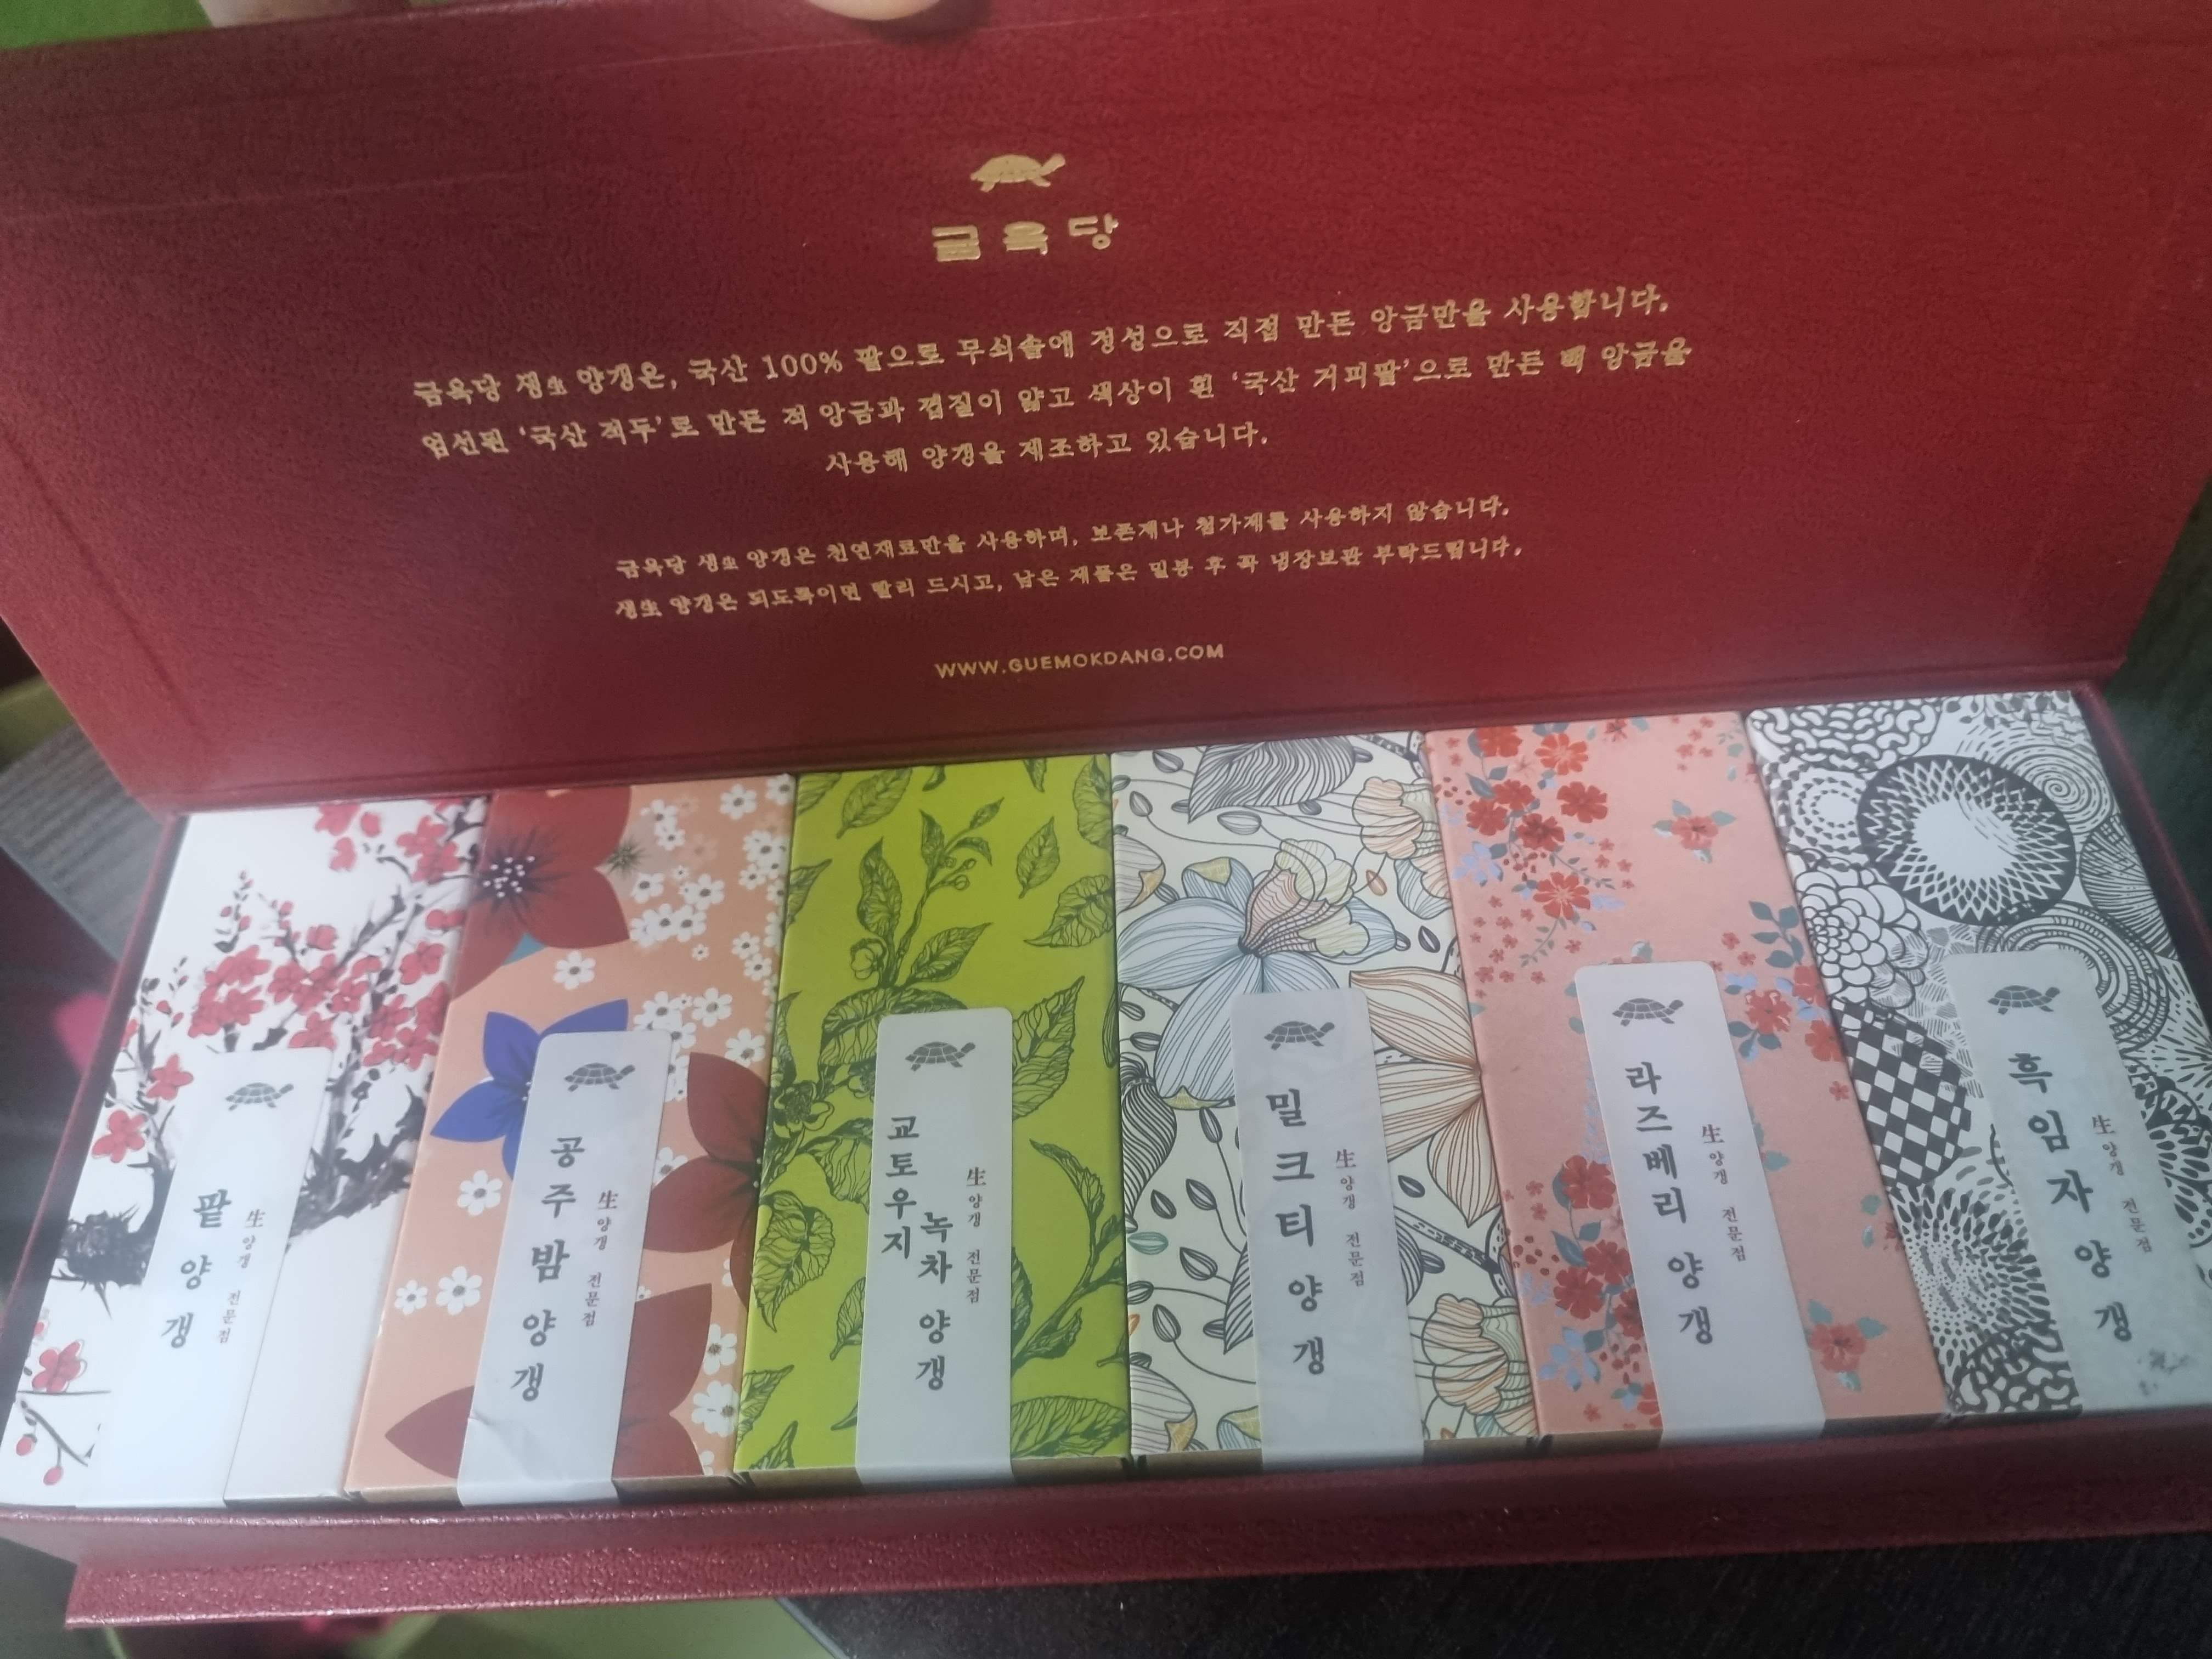 금옥당
금옥당 생生 양갱은, 국산 100% 팥으로 무쇠솥에 정성으로 직접 만든 앙금만을 사용합니다.
엄선된 '국산 적두'로 만든 적 앙금과 껍질이 얇고 색상이 흰 '국산 거피팥'으로 만든 백 앙금을
사용해 양갱을 제조하고 있습니다.
금옥당 생生 양갱은 천연재료만을 사용하며, 보존제나 첨가제를 사용하지 않습니다.
생生 양갱은 되도록이면 빨리 드시고, 남은 제품은 밀봉 후 꼭 냉장보관 부탁드립니다.
WWW.GUEMOKDANG.COM
팥 양갱
生양갱 전문점
공주밤 양갱
生양갱 전문점
교토우지
녹차 양갱
生양갱 전문점
밀크티 양갱
生양갱 전문점
라즈베리 양갱
生양갱 전문점
흑임자 양갱
生양갱 전문점